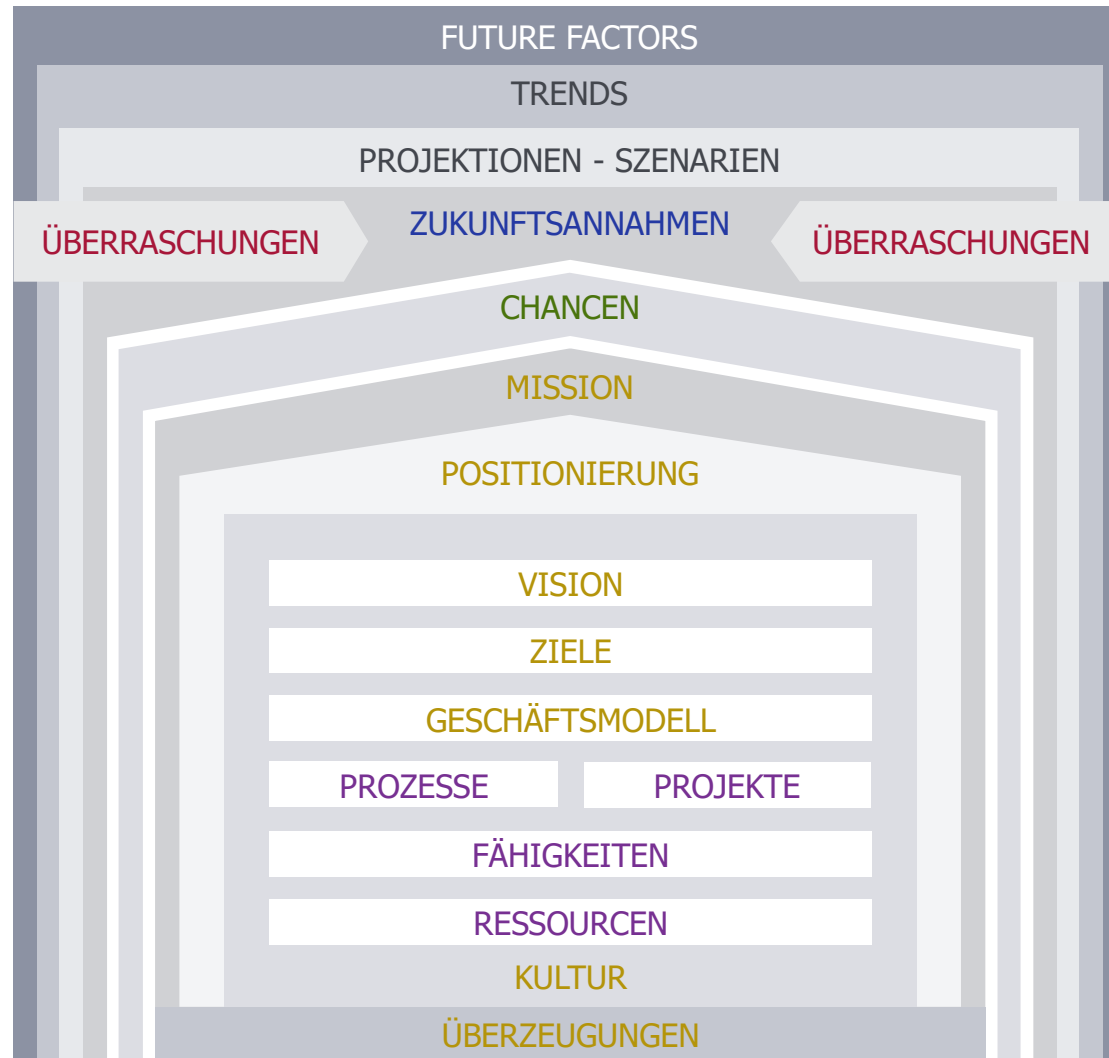 FUTURE FACTORS
TRENDS
PROJEKTIONEN - SZENARIEN
ÜBERRASCHUNGEN
ZUKUNFTSANNAHMEN
ÜBERRASCHUNGEN
CHANCEN
MISSION
POSITIONIERUNG
VISION
ZIELE
GESCHÄFTSMODELL
PROZESSE
PROJEKTE
FÄHIGKEITEN
RESSOURCEN
KULTUR
ÜBERZEUGUNGEN